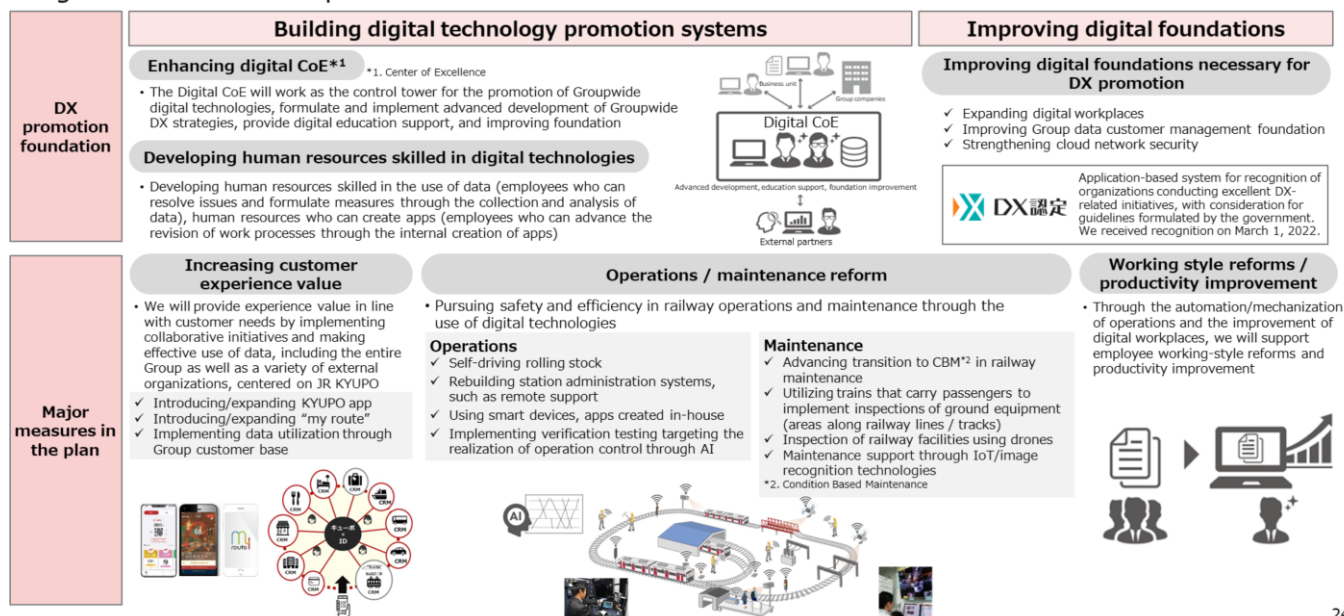 Building digital technology promotion systems
Improving digital foundations
DX
promotion
foundation
Enhancing digital CoE*1
*1. Center of Excellence
• The Digital CoE will work as the control tower for the promotion of Groupwide
digital technologies, formulate and implement advanced development of Groupwide
DX strategies, provide digital education support, and improving foundation
Developing human resources skilled in digital technologies
• Developing human resources skilled in the use of data (employees who can
resolve issues and formulate measures through the collection and analysis of
data), human resources who can create apps (employees who can advance the
revision of work processes through the internal creation of apps)
Business unit
Group companies
Digital CoE
Advanced development, education support, foundation improvement
External partners
Improving digital foundations necessary for
DX promotion
✓ Expanding digital workplaces
✓ Improving Group data customer management foundation
✓ Strengthening cloud network security
DX認定
Application-based system for recognition of
organizations conducting excellent DX-
related initiatives, with consideration for
guidelines formulated by the government.
We received recognition on March 1, 2022.
Major
measures in
the plan
Increasing customer
experience value
• We will provide experience value in line
with customer needs by implementing
collaborative initiatives and making
effective use of data, including the entire
Group as well as a variety of external
organizations, centered on JR KYUPO
✓ Introducing/expanding KYUPO app
✓ Introducing/expanding “my route”
✓ Implementing data utilization through
Group customer base
my
route
キューポ
×
ID
CRM
CRM
CRM
CRM
CRM
CRM
CRM
CRM
CRM
CRM
Operations / maintenance reform
• Pursuing safety and efficiency in railway operations and maintenance through the
use of digital technologies
Operations
✓ Self-driving rolling stock
✓ Rebuilding station administration systems,
such as remote support
✓ Using smart devices, apps created in-house
✓ Implementing verification testing targeting the
realization of operation control through AI
Maintenance
✓ Advancing transition to CBM*2 in railway
maintenance
✓ Utilizing trains that carry passengers to
implement inspections of ground equipment
(areas along railway lines / tracks)
✓ Inspection of railway facilities using drones
✓ Maintenance support through IoT/image
recognition technologies
*2. Condition Based Maintenance
AI
Working style reforms /
productivity improvement
• Through the automation/mechanization
of operations and the improvement of
digital workplaces, we will support
employee working-style reforms and
productivity improvement